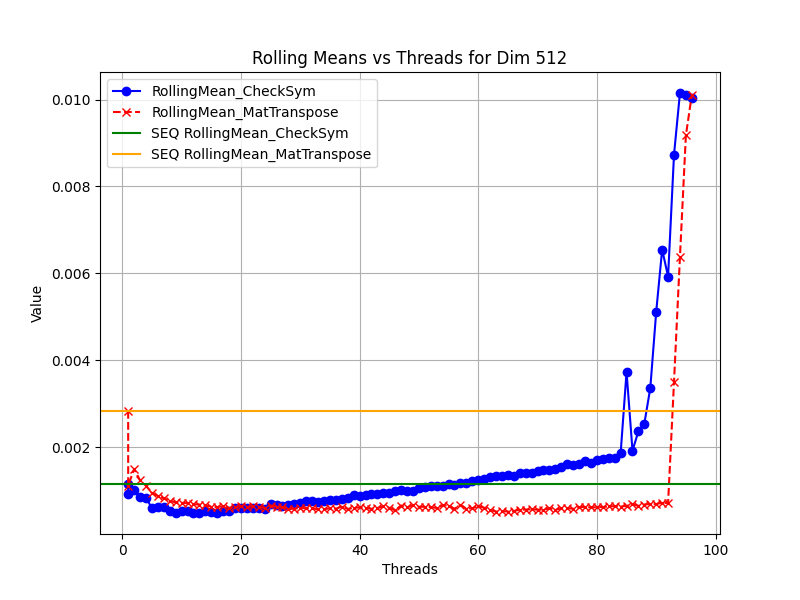 Rolling Means vs Threads for Dim 512
RollingMean_CheckSym
RollingMean_MatTranspose
SEQ RollingMean_CheckSym
SEQ RollingMean_MatTranspose
0.010
0.008
0.006
0.004
0.002
Value
0 20 40 60 80 100
Threads